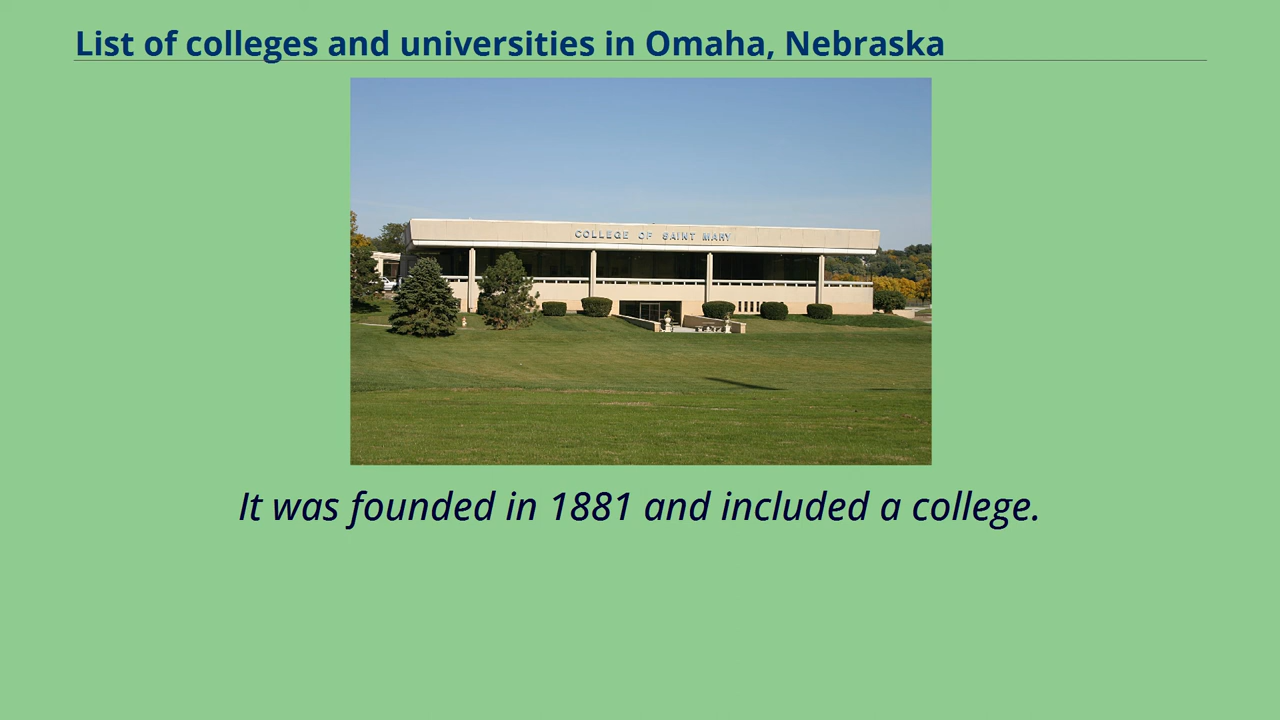 List of colleges and universities in Omaha, Nebraska
COLLEGE OF SAINT MARY
It was founded in 1881 and included a college.